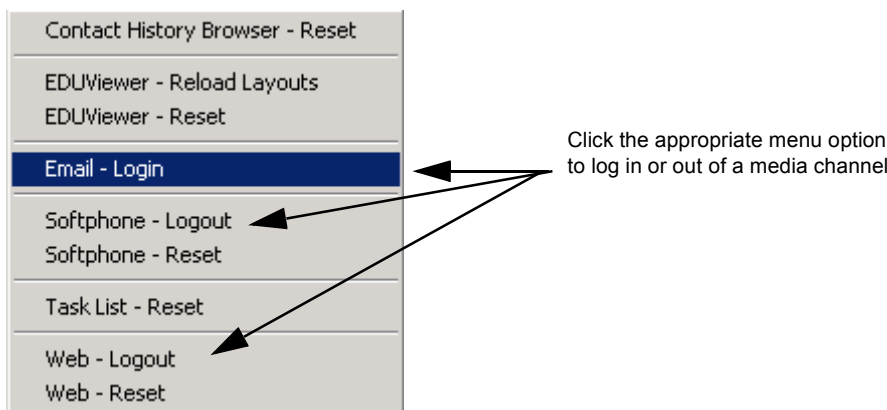 Contact History Browser - Reset
EDUViewer - Reload Layouts
EDUViewer - Reset
Email - Login
Softphone - Logout
Softphone - Reset
Task List - Reset
Web - Logout
Web - Reset
Click the appropriate menu option
to log in or out of a media channel